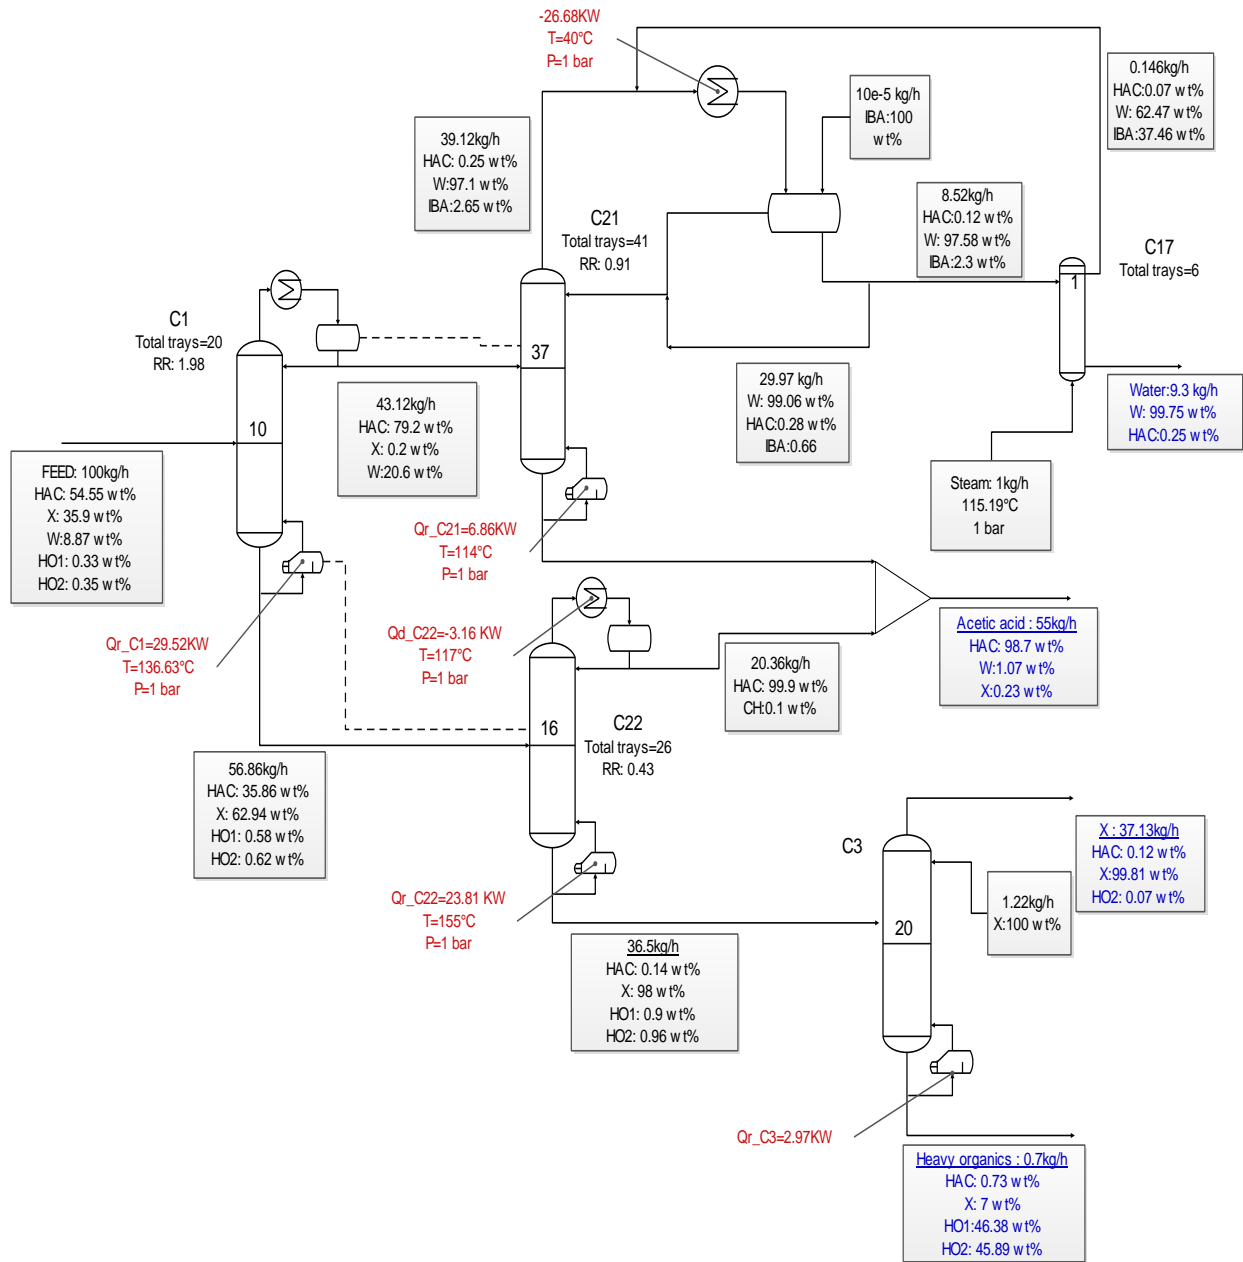 -26.68KW
T=40°C
P=1 bar
0.146kg/h
HAC:0.07 wt%
W: 62.47 wt%
IBA:37.46 wt%
10e-5 kg/h
IBA:100
wt%
39.12kg/h
HAC: 0.25 wt%
W:97.1 wt%
IBA:2.65 wt%
8.52kg/h
HAC:0.12 wt%
W: 97.58 wt%
IBA:2.3 wt%
C21
Total trays=41
RR: 0.91
C17
Total trays=6
1
C1
Total trays=20
RR: 1.98
37
10
43.12kg/h
HAC: 79.2 wt%
X: 0.2 wt%
W:20.6 wt%
29.97 kg/h
W: 99.06 wt%
HAC:0.28 wt%
IBA:0.66
Water:9.3 kg/h
W: 99.75 wt%
HAC:0.25 wt%
FEED: 100kg/h
HAC: 54.55 wt%
X: 35.9 wt%
W:8.87 wt%
HO1: 0.33 wt%
HO2: 0.35 wt%
Steam: 1kg/h
115.19°C
1 bar
Qr_C21=6.86KW
T=114°C
P=1 bar
Qr_C1=29.52KW
T=136.63°C
P=1 bar
Qd_C22=-3.16 KW
T=117°C
P=1 bar
20.36kg/h
HAC: 99.9 wt%
CH:0.1 wt%
Acetic acid : 55kg/h
HAC: 98.7 wt%
W:1.07 wt%
X:0.23 wt%
16
C22
Total trays=26
RR: 0.43
56.86kg/h
HAC: 35.86 wt%
X: 62.94 wt%
HO1: 0.58 wt%
HO2: 0.62 wt%
C3
20
X : 37.13kg/h
HAC: 0.12 wt%
X:99.81 wt%
HO2: 0.07 wt%
1.22kg/h
X:100 wt%
Qr_C22=23.81 KW
T=155°C
P=1 bar
36.5kg/h
HAC: 0.14 wt%
X: 98 wt%
HO1: 0.9 wt%
HO2: 0.96 wt%
Qr_C3=2.97KW
Heavy organics : 0.7kg/h
HAC: 0.73 wt%
X: 7 wt%
HO1:46.38 wt%
HO2: 45.89 wt%